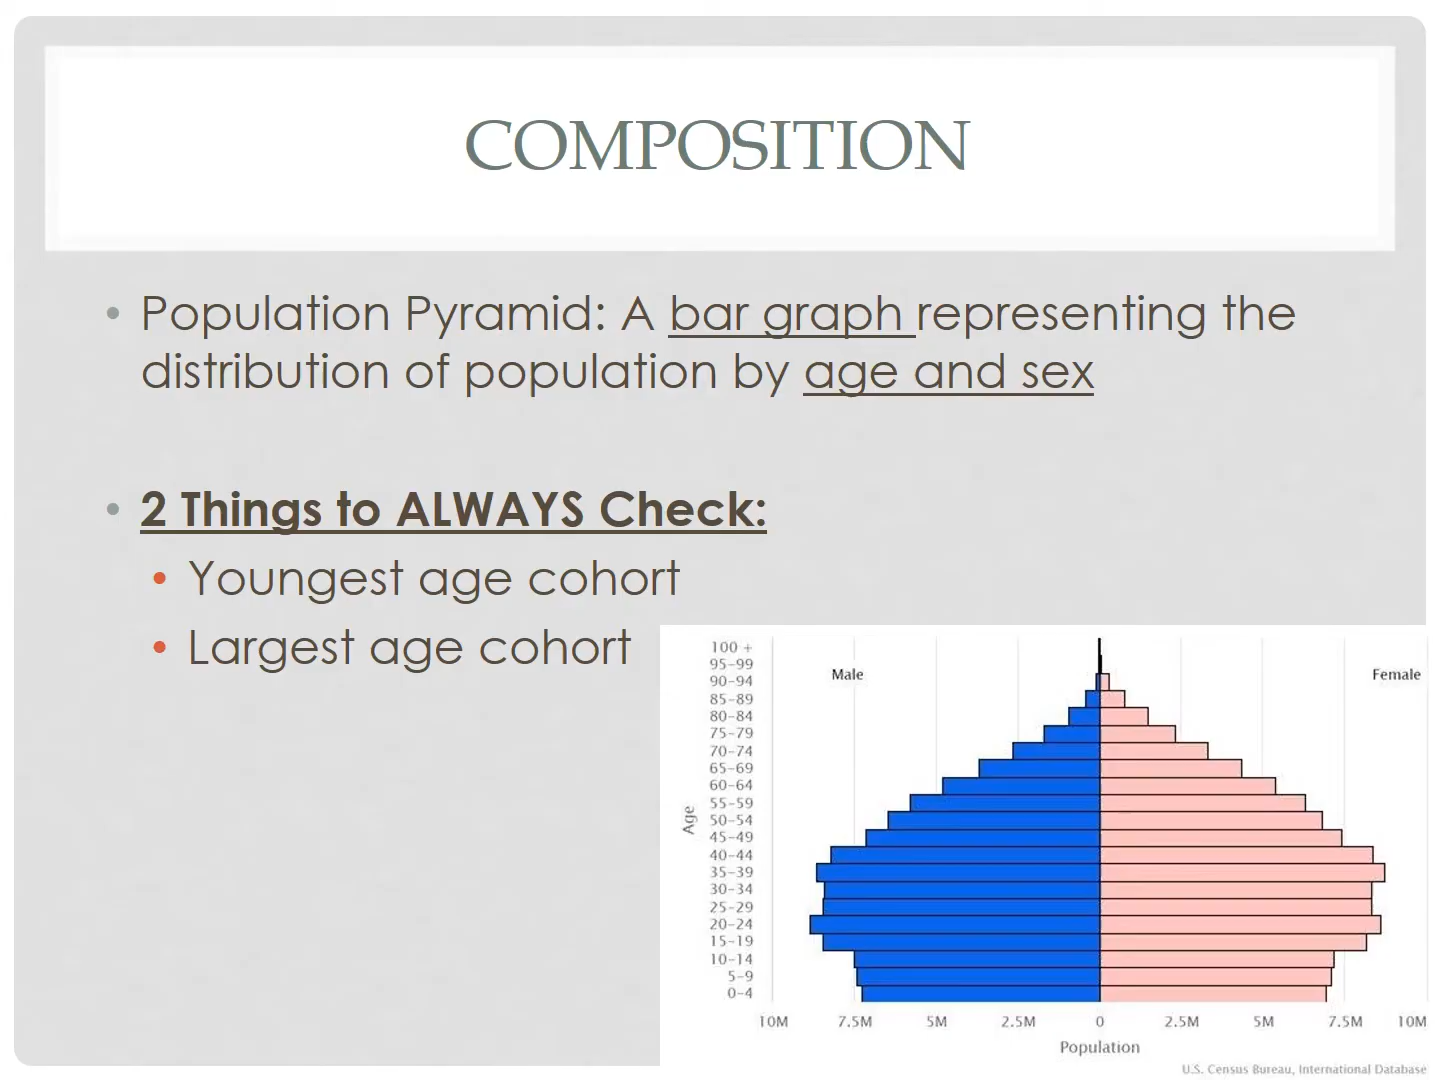 COMPOSITION
• Population Pyramid: A bar graph representing the
distribution of population by age and sex
• 2 Things to ALWAYS Check:
• Youngest age cohort
• Largest age cohort
Male
Female
Age
100 +
95-99
90-94
85-89
80-84
75-79
70-74
65-69
60-64
55-59
50-54
45-49
40-44
35-39
30-34
25-29
20-24
15-19
10-14
5-9
0-4
10M 7.5M 5M 2.5M 0 2.5M 5M 7.5M 10M
Population
U.S. Census Bureau, International Database